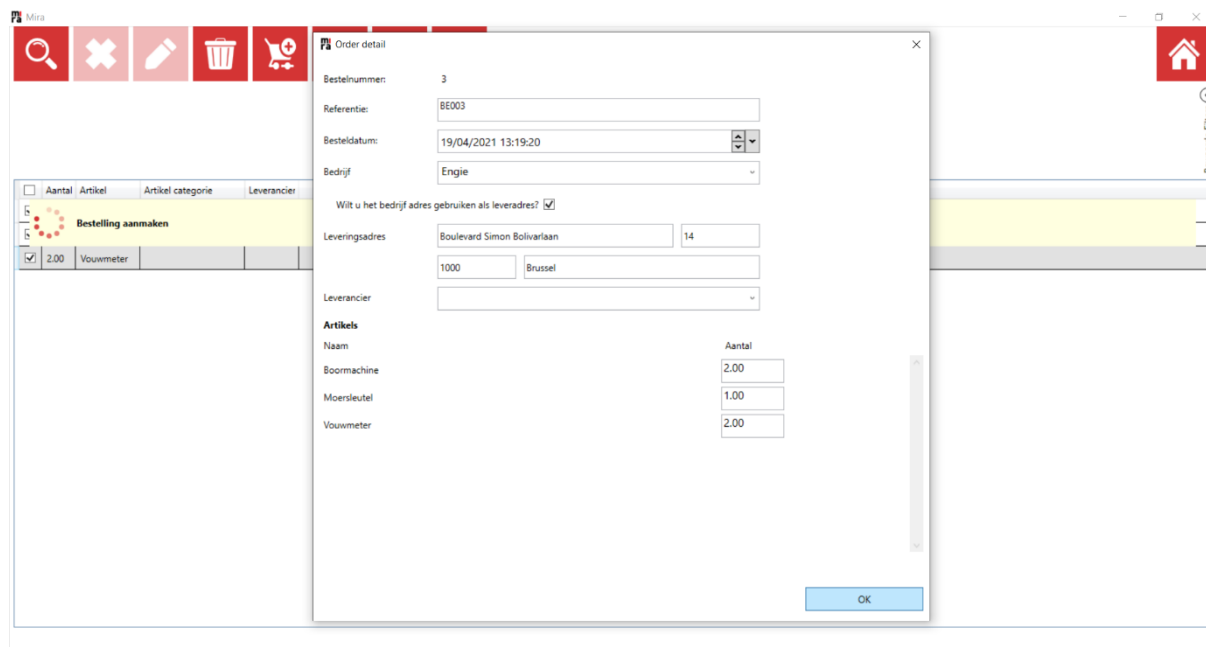 Mira
Order detail
Bestelnummer: 3
Referentie: BE003
Besteldatum: 19/04/2021 13:19:20
Bedrijf Engie
Wilt u het bedrijf adres gebruiken als leveradres?
Leveringsadres Boulevard Simon Bolivarlaan 14
1000 Brussel
Leverancier
Artikels
Naam Aantal
Boormachine 2.00
Moersleutel 1.00
Vouwmeter 2.00
OK
Aantal Artikel Artikel categorie Leverancier
Bestelling aanmaken
2.00 Vouwmeter